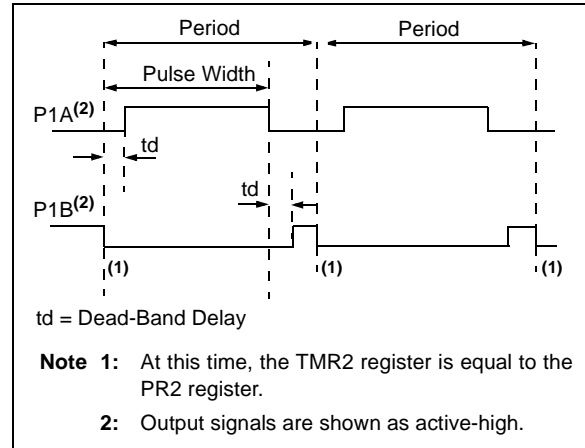 Period Period
Pulse Width
P1A(2)
td
td
P1B(2)
(1) (1) (1)
td = Dead-Band Delay
Note 1: At this time, the TMR2 register is equal to the
PR2 register.
2: Output signals are shown as active-high.